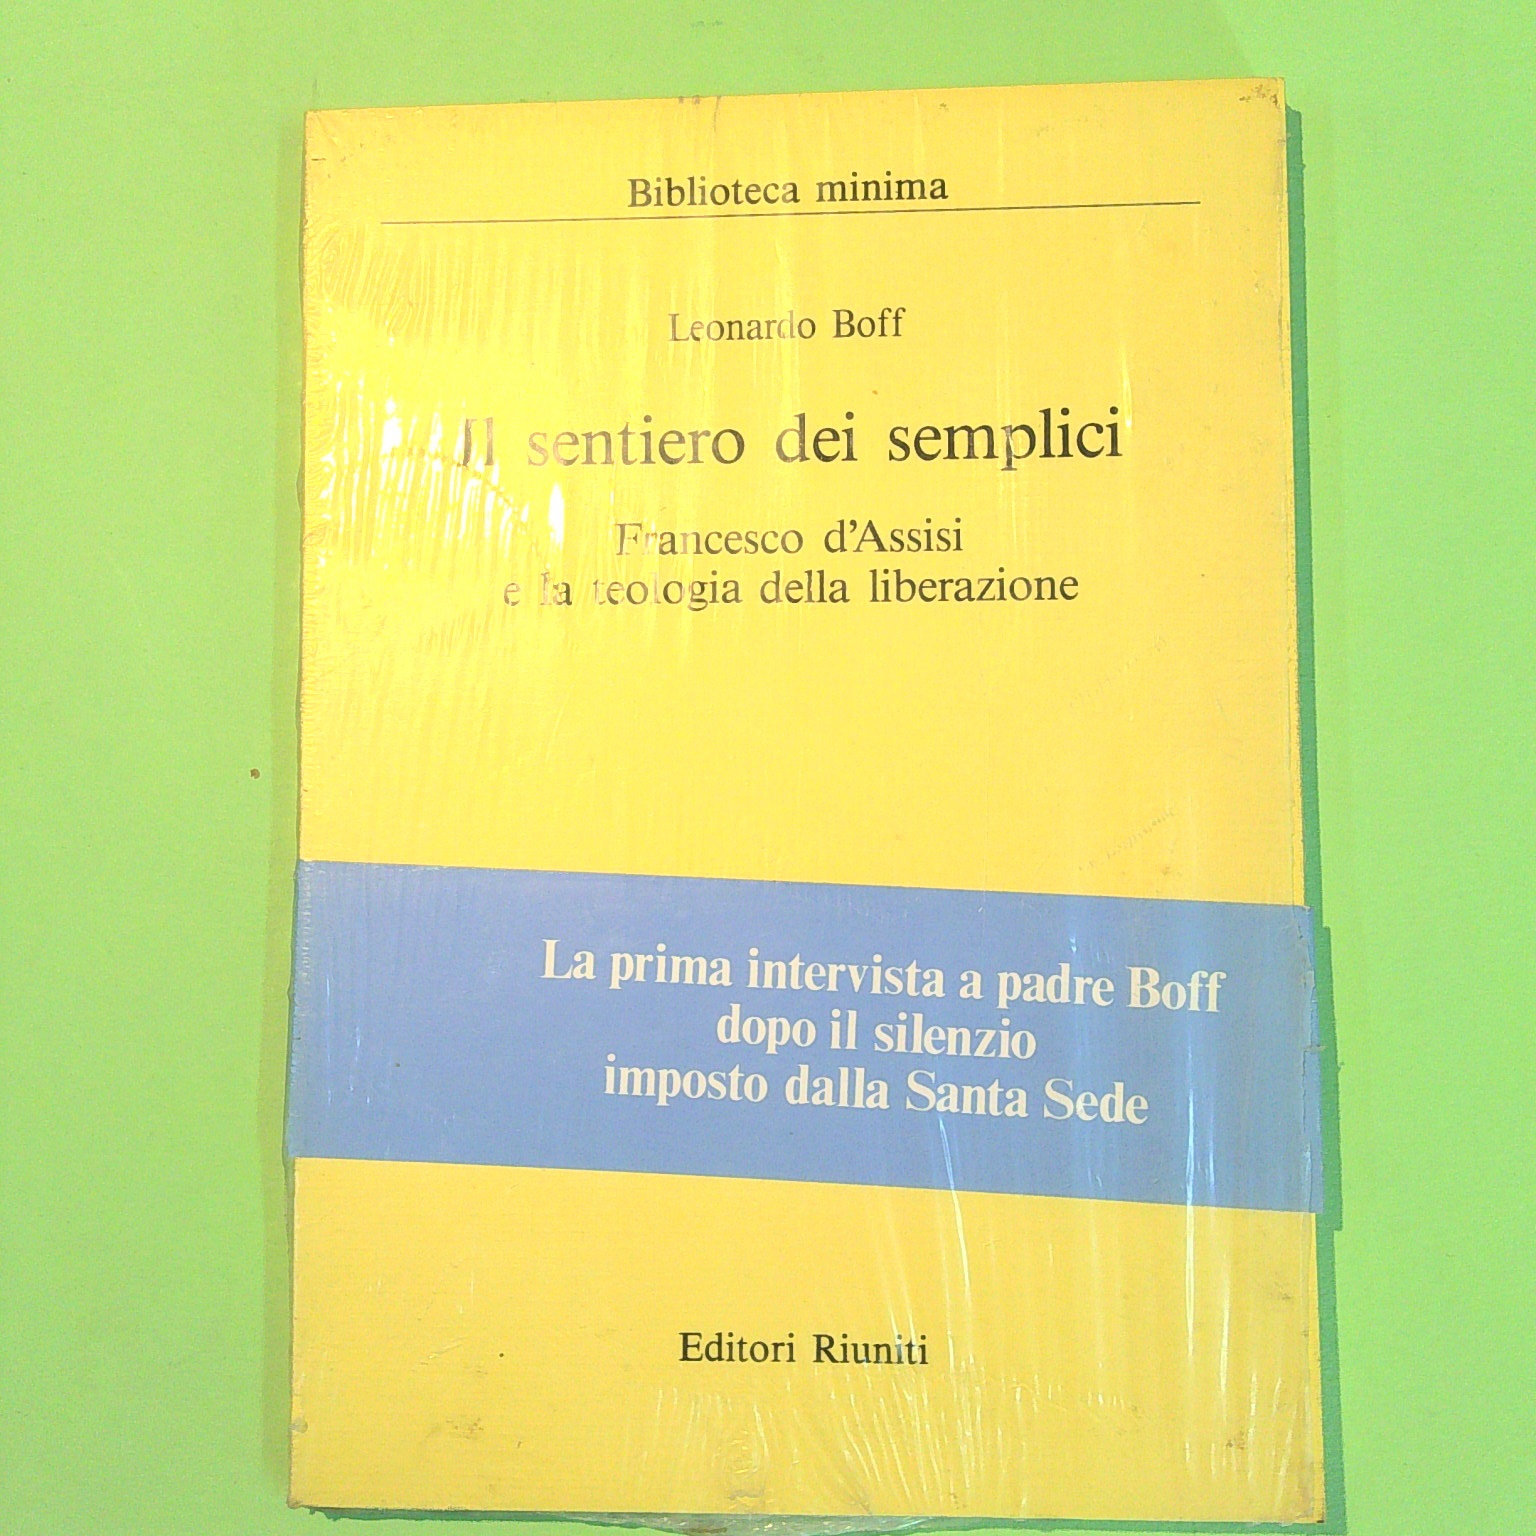 Biblioteca minima
Leonardo Boff
Il sentiero dei semplici
Francesco d'Assisi
e la teologia della liberazione
La prima intervista a padre Boff
dopo il silenzio
imposto dalla Santa Sede
Editori Riuniti